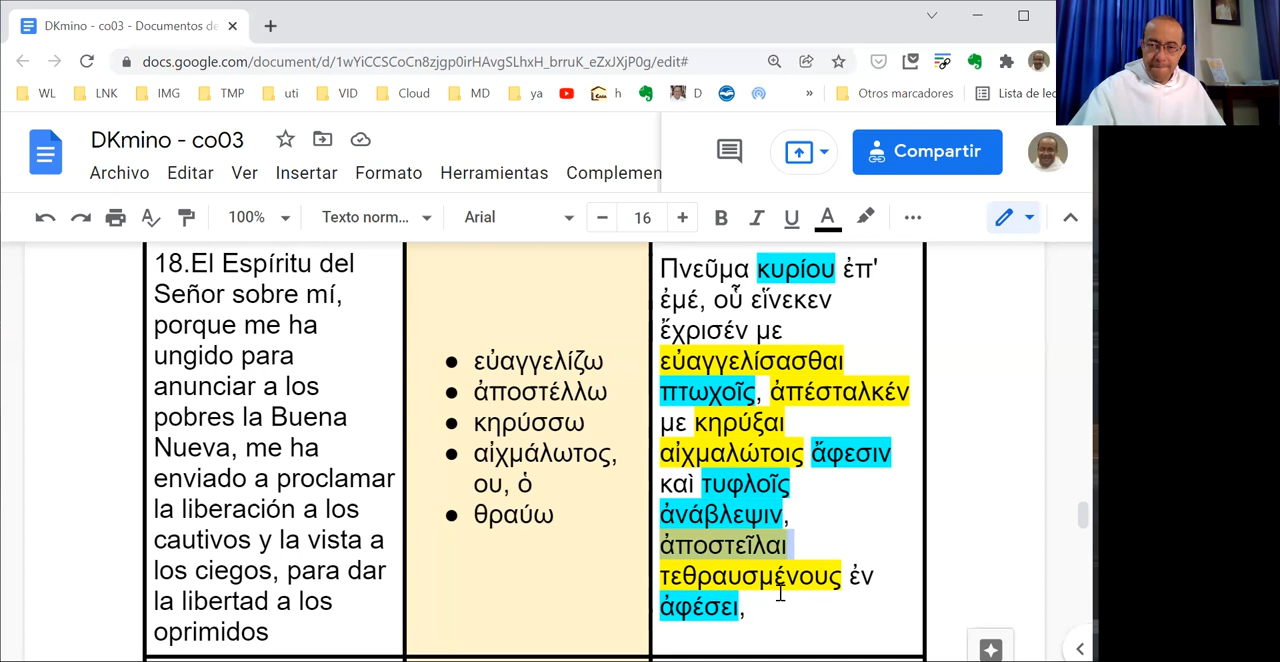 DKmino - co03 - Documentos de
docs.google.com/document/d/1wYiCCSCoCn8zjgp0irHAvgSLhxH_brruK_eZxJXjP0g/edit#
WL LNK IMG TMP uti VID Cloud MD ya h D » Otros marcadores Lista de lec
DKmino - co03
Compartir
Archivo Editar Ver Insertar Formato Herramientas Complemen
100% Texto norm... Arial 16 B I U A
18.El Espíritu del
Señor sobre mí,
porque me ha
ungido para
anunciar a los
pobres la Buena
Nueva, me ha
enviado a proclamar
la liberación a los
cautivos y la vista a
los ciegos, para dar
la libertad a los
oprimidos
● εὐαγγελίζω
● ἀποστέλλω
● κηρύσσω
● αἰχμάλωτος,
ου, ὁ
● θραύω
Πνεῦμα κυρίου ἐπ'
ἐμέ, οὗ εἵνεκεν
ἔχρισέν με
εὐαγγελίσασθαι
πτωχοῖς, ἀπέσταλκέν
με κηρύξαι
αἰχμαλώτοις ἄφεσιν
καὶ τυφλοῖς
ἀνάβλεψιν,
ἀποστεῖλαι
τεθραυσμένους ἐν
ἀφέσει,